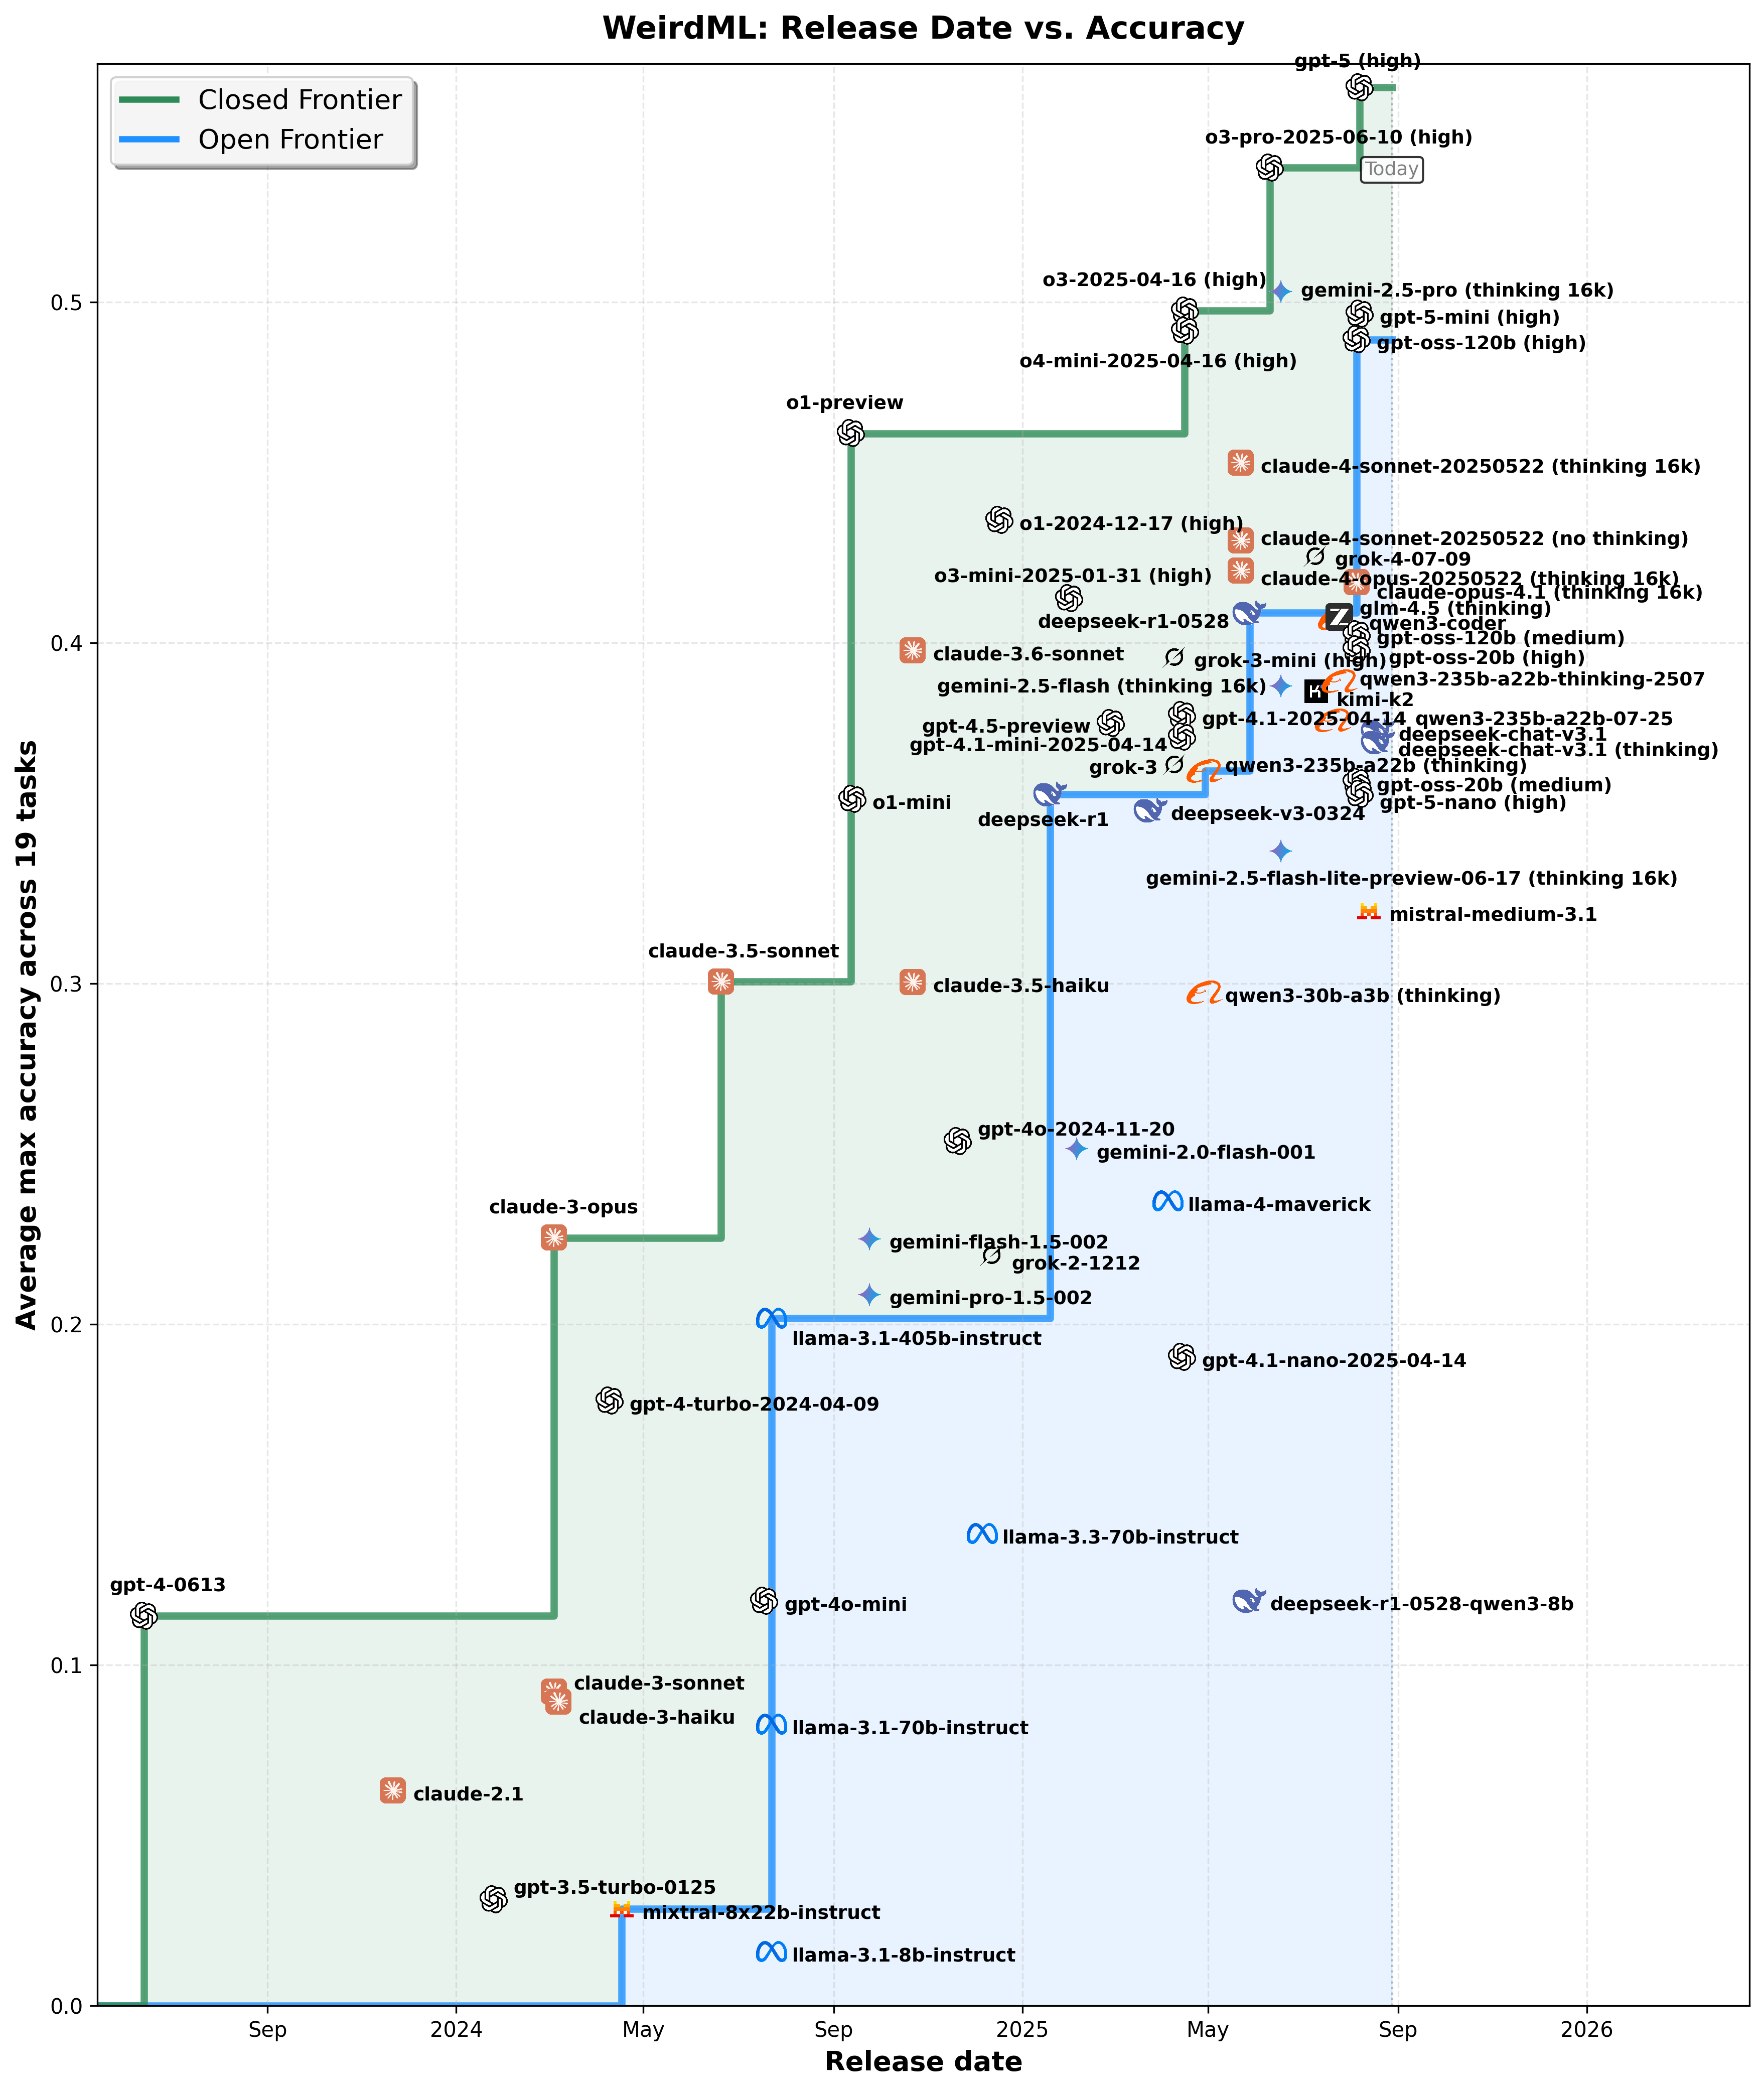 WeirdML: Release Date vs. Accuracy
Closed Frontier
Open Frontier
gpt-5 (high)
o3-pro-2025-06-10 (high)
Today
o3-2025-04-16 (high)
gemini-2.5-pro (thinking 16k)
gpt-5-mini (high)
gpt-oss-120b (high)
o4-mini-2025-04-16 (high)
o1-preview
claude-4-sonnet-20250522 (thinking 16k)
o1-2024-12-17 (high)
claude-4-sonnet-20250522 (no thinking)
grok-4-07-09
o3-mini-2025-01-31 (high)
claude-4-opus-20250522 (thinking 16k)
claude-opus-4.1 (thinking 16k)
glm-4.5 (thinking)
deepseek-r1-0528
qwen3-coder
gpt-oss-120b (medium)
claude-3.6-sonnet
grok-3-mini (high)
gpt-oss-20b (high)
gemini-2.5-flash (thinking 16k)
qwen3-235b-a22b-thinking-2507
kimi-k2
gpt-4.5-preview
gpt-4.1-2025-04-14
qwen3-235b-a22b-07-25
deepseek-chat-v3.1
gpt-4.1-mini-2025-04-14
deepseek-chat-v3.1 (thinking)
grok-3
qwen3-235b-a22b (thinking)
gpt-oss-20b (medium)
o1-mini
gpt-5-nano (high)
deepseek-r1
deepseek-v3-0324
gemini-2.5-flash-lite-preview-06-17 (thinking 16k)
mistral-medium-3.1
claude-3.5-sonnet
claude-3.5-haiku
qwen3-30b-a3b (thinking)
gpt-4o-2024-11-20
gemini-2.0-flash-001
llama-4-maverick
claude-3-opus
gemini-flash-1.5-002
grok-2-1212
gemini-pro-1.5-002
llama-3.1-405b-instruct
gpt-4.1-nano-2025-04-14
gpt-4-turbo-2024-04-09
llama-3.3-70b-instruct
gpt-4-0613
gpt-4o-mini
deepseek-r1-0528-qwen3-8b
claude-3-sonnet
claude-3-haiku
llama-3.1-70b-instruct
claude-2.1
gpt-3.5-turbo-0125
mixtral-8x22b-instruct
llama-3.1-8b-instruct
Average max accuracy across 19 tasks
0.5
0.4
0.3
0.2
0.1
0.0
Sep
2024
May
Sep
2025
May
Sep
2026
Release date